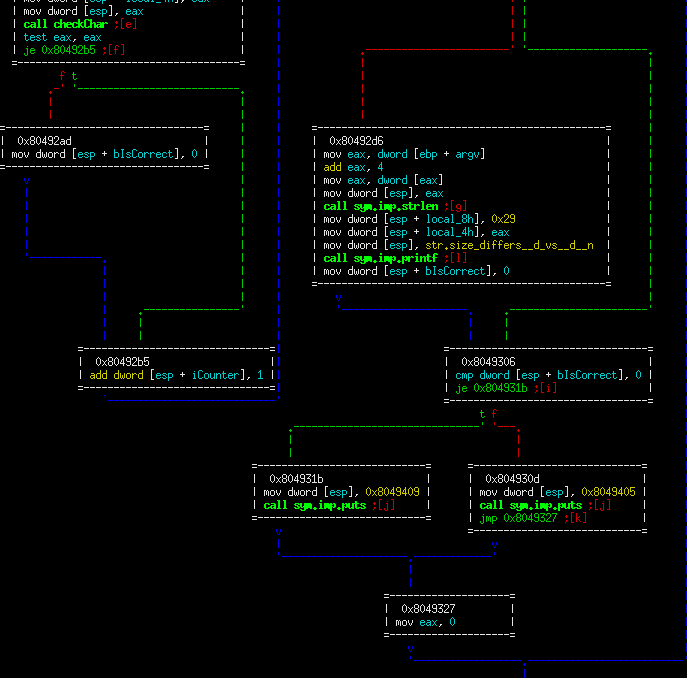 mov dword [esp], eax
call checkChar ;[e]
test eax, eax
je 0x80492b5 ;[f]
f t
0x80492ad
mov dword [esp + bIsCorrect], 0
v
0x80492d6
mov eax, dword [ebp + argv]
add eax, 4
mov eax, dword [eax]
mov dword [esp], eax
call sym.imp.strlen ;[g]
mov dword [esp + local_8h], 0x29
mov dword [esp + local_4h], eax
mov dword [esp], str.size_differs__d_vs__d__n
call sym.imp.printf ;[l]
mov dword [esp + bIsCorrect], 0
v
0x80492b5
add dword [esp + iCounter], 1
0x8049306
cmp dword [esp + bIsCorrect], 0
je 0x804931b ;[i]
t f
0x804931b
mov dword [esp], 0x8049409
call sym.imp.puts ;[j]
v
0x804930d
mov dword [esp], 0x8049405
call sym.imp.puts ;[j]
jmp 0x8049327 ;[k]
v
0x8049327
mov eax, 0
v